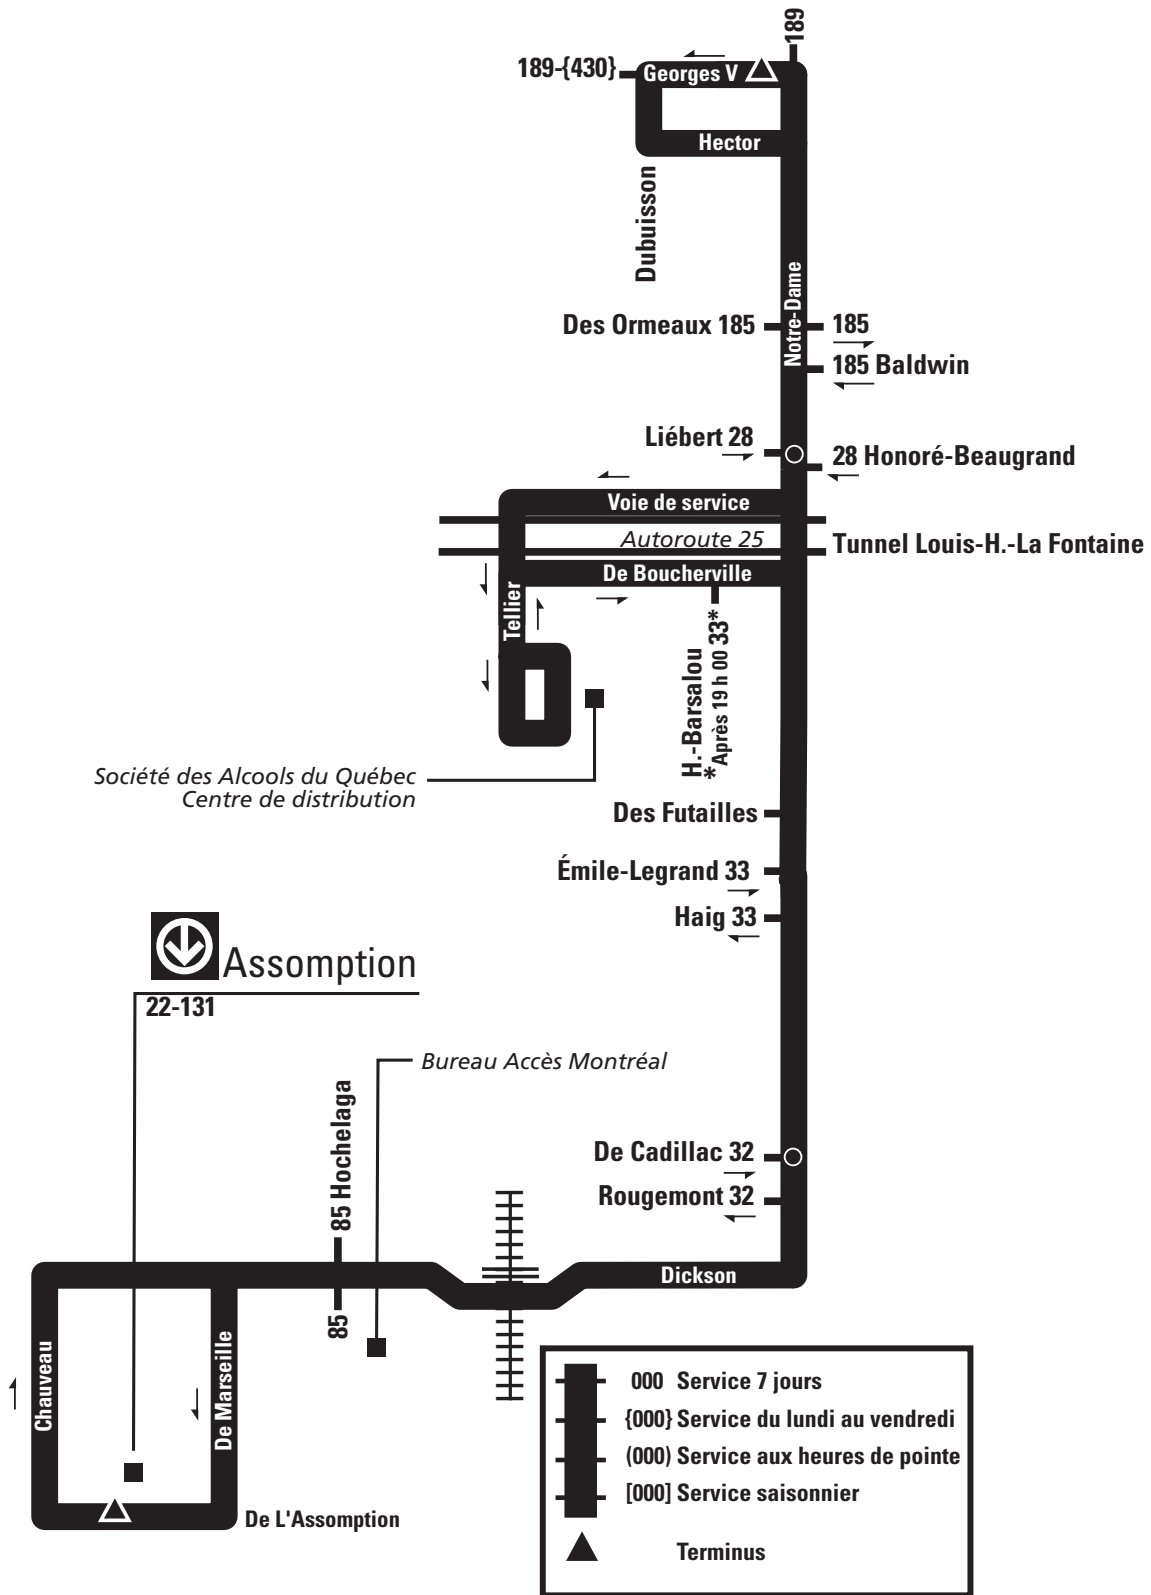 189
189-{430}
Georges V
Hector
Dubuisson
Notre-Dame
Des Ormeaux 185
185
185 Baldwin
Liébert 28
28 Honoré-Beaugrand
Voie de service
Autoroute 25
Tunnel Louis-H.-La Fontaine
De Boucherville
Tellier
H.-Barsalou 33*
*Après 19 h 00
Société des Alcools du Québec
Centre de distribution
Des Futailles
Émile-Legrand 33
Haig 33
Assomption
22-131
Bureau Accès Montréal
85 Hochelaga
De Cadillac 32
Rougemont 32
Dickson
85
Chauveau
De Marseille
De L'Assomption
000 Service 7 jours
{000} Service du lundi au vendredi
(000) Service aux heures de pointe
[000] Service saisonnier
Terminus